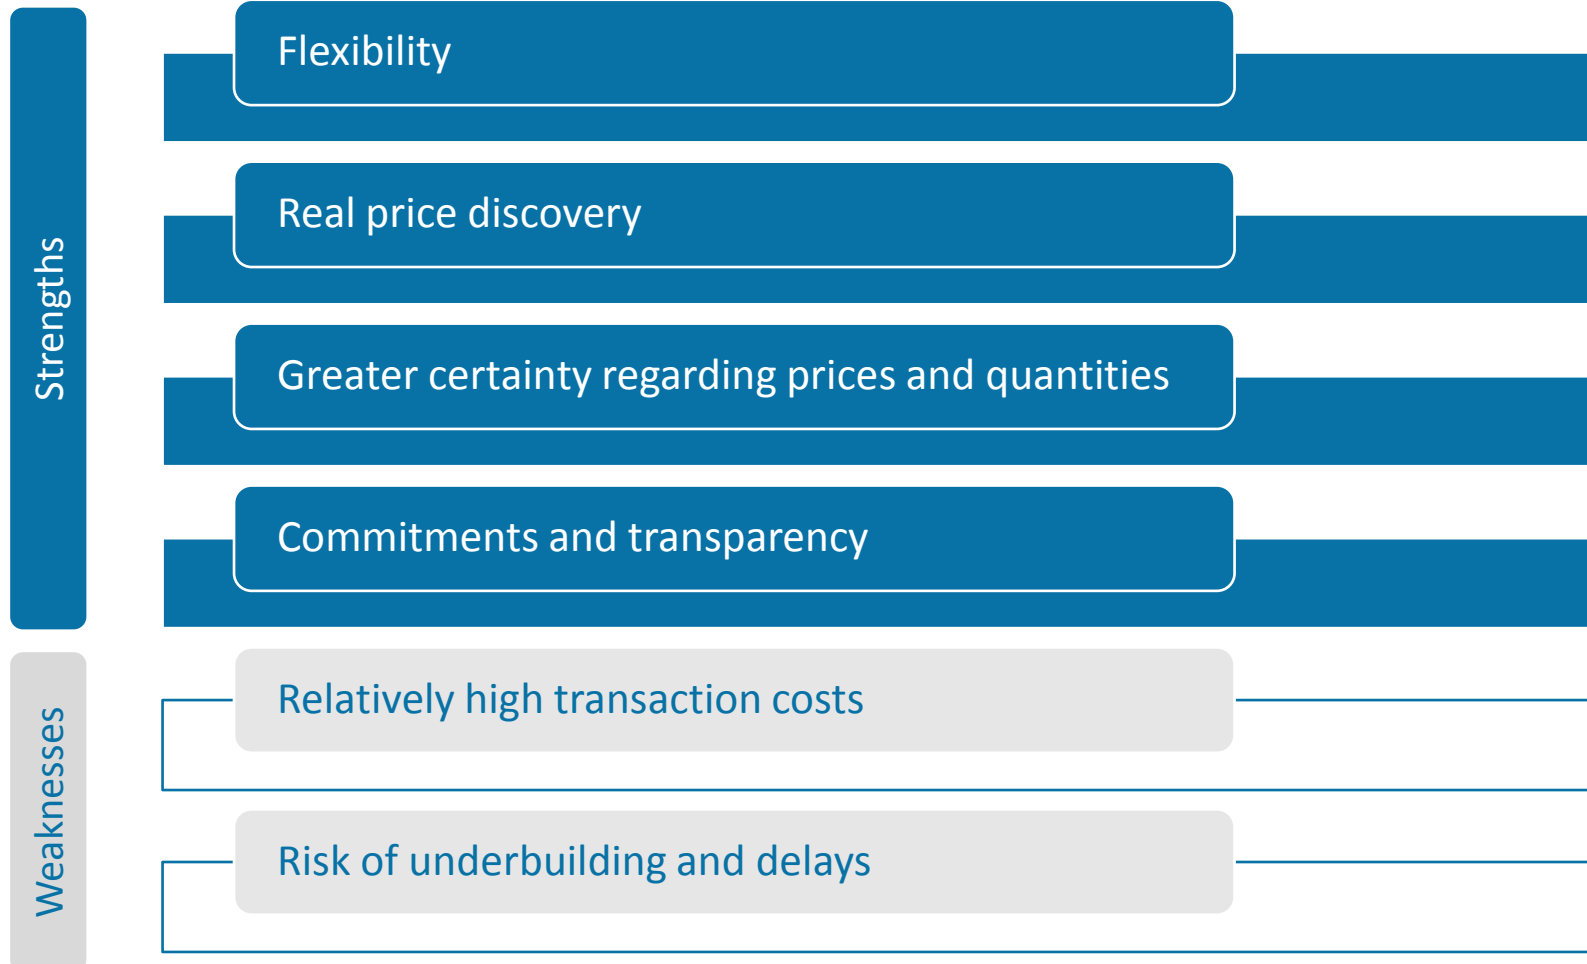 Strengths
Flexibility
Real price discovery
Greater certainty regarding prices and quantities
Commitments and transparency
Weaknesses
Relatively high transaction costs
Risk of underbuilding and delays